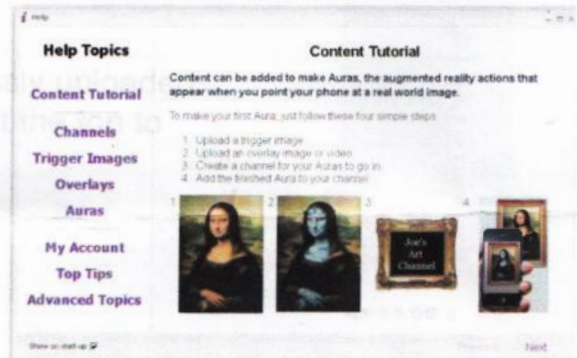 Help
Help Topics
Content Tutorial
Channels
Trigger Images
Overlays
Auras
My Account
Top Tips
Advanced Topics
Show on start-up
Content Tutorial
Content can be added to make Auras, the augmented reality actions that
appear when you point your phone at a real world image.
To make your first Aura, just follow these four simple steps
1. Upload a trigger image
2. Upload an overlay image or video
3. Create a channel for your Auras to go in
4. Add the finished Aura to your channel
1.
2.
3.
4.
Joe's
Art
Channel
Next